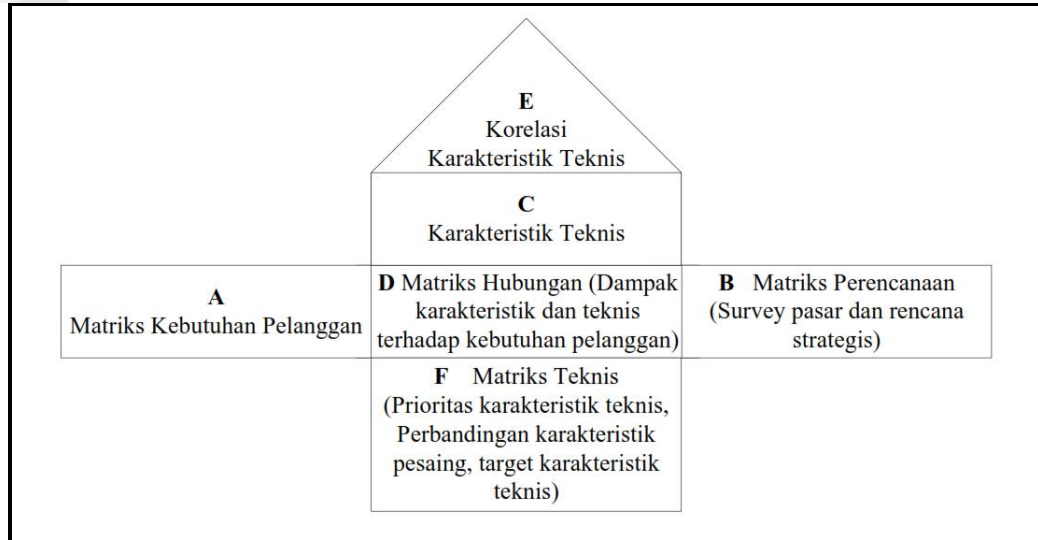 E
Korelasi
Karakteristik Teknis
C
Karakteristik Teknis
A
Matriks Kebutuhan Pelanggan
D Matriks Hubungan (Dampak
karakteristik dan teknis
terhadap kebutuhan pelanggan)
B Matriks Perencanaan
(Survey pasar dan rencana
strategis)
F Matriks Teknis
(Prioritas karakteristik teknis,
Perbandingan karakteristik
pesaing, target karakteristik
teknis)